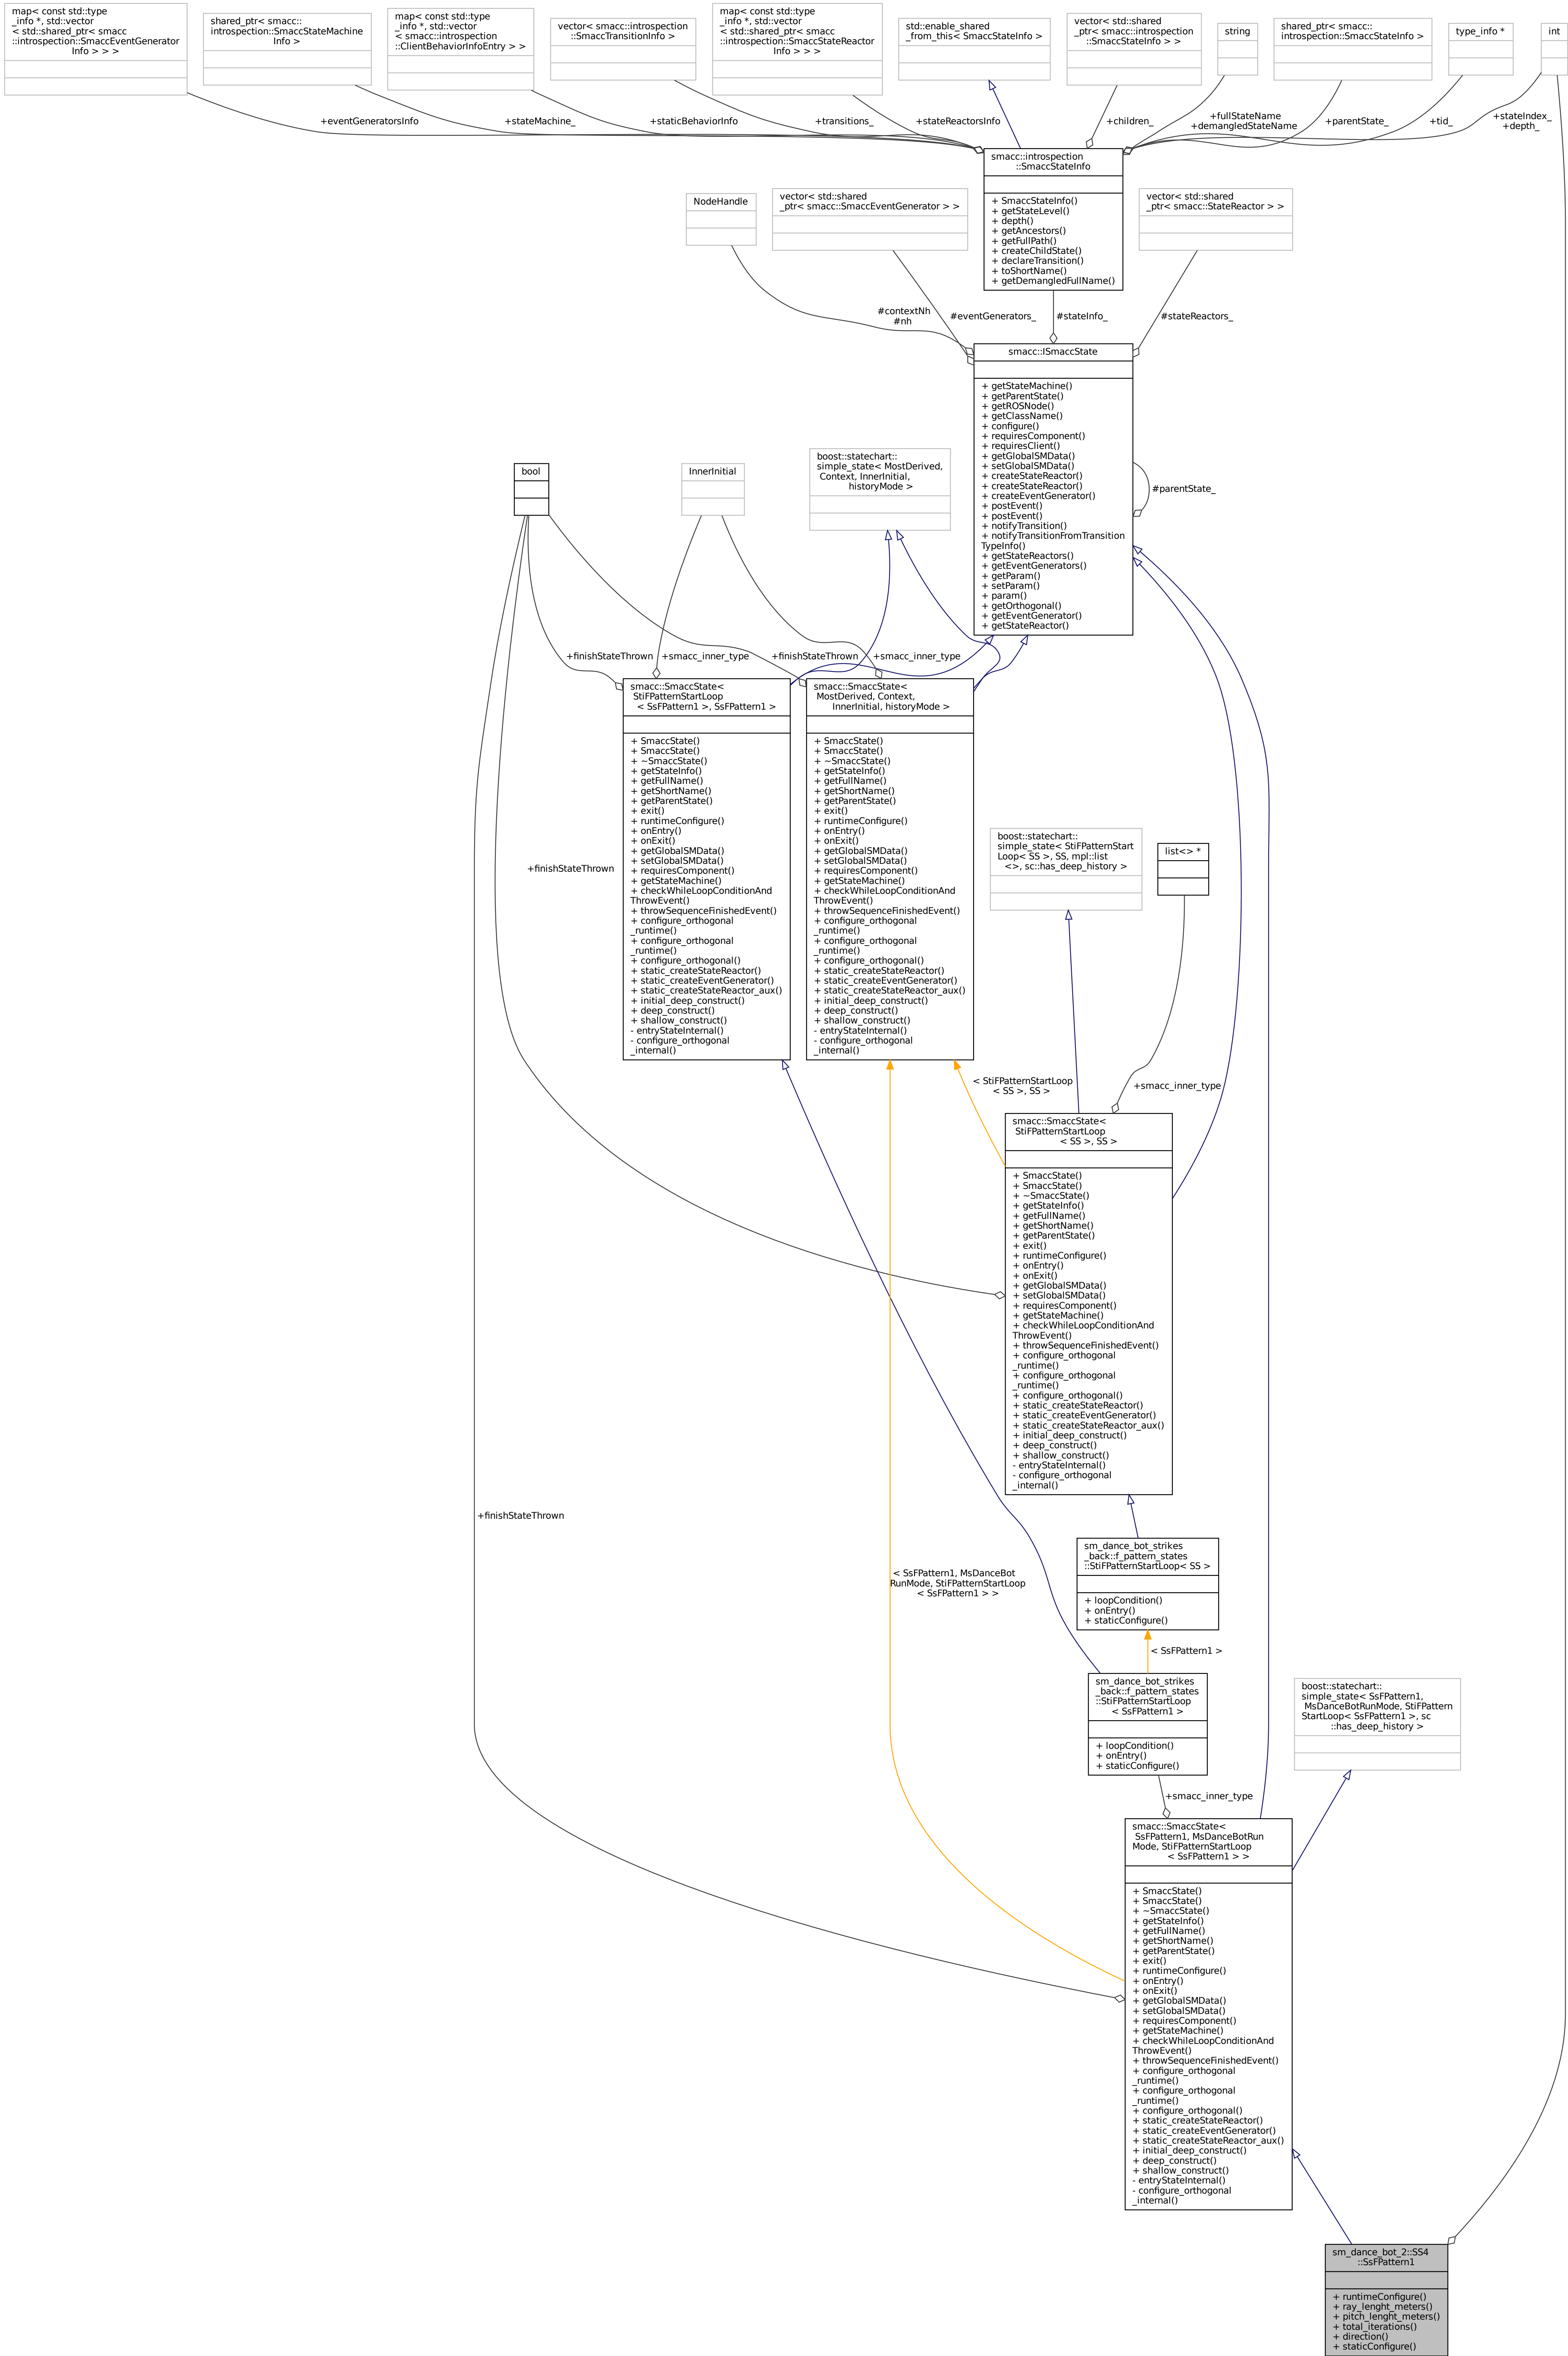 map< const std::type
_info *, std::vector
< std::shared_ptr< smacc
::introspection::SmaccEventGenerator
Info > > >
shared_ptr< smacc::
introspection::SmaccStateMachine
Info >
map< const std::type
_info *, std::vector
< smacc::introspection
::ClientBehaviorInfoEntry > >
vector< smacc::introspection
::SmaccTransitionInfo >
map< const std::type
_info *, std::vector
< std::shared_ptr< smacc
::introspection::SmaccStateReactor
Info > > >
std::enable_shared
_from_this< SmaccStateInfo >
vector< std::shared
_ptr< smacc::introspection
::SmaccStateInfo > >
string
shared_ptr< smacc::
introspection::SmaccStateInfo >
type_info *
int
+eventGeneratorsInfo
+stateMachine_
+staticBehaviorInfo
+transitions_
+stateReactorsInfo
+children_
+fullStateName
+demangledStateName
+parentState_
+tid_
+stateIndex_
+depth_
smacc::introspection
::SmaccStateInfo
+ SmaccStateInfo()
+ getStateLevel()
+ depth()
+ getAncestors()
+ getFullPath()
+ createChildState()
+ declareTransition()
+ toShortName()
+ getDemangledFullName()
NodeHandle
vector< std::shared
_ptr< smacc::SmaccEventGenerator > >
vector< std::shared
_ptr< smacc::StateReactor > >
#contextNh
#nh
#eventGenerators_
#stateInfo_
#stateReactors_
smacc::ISmaccState
+ getStateMachine()
+ getParentState()
+ getROSNode()
+ getClassName()
+ configure()
+ requiresComponent()
+ requiresClient()
+ getGlobalSMData()
+ setGlobalSMData()
+ createStateReactor()
+ createStateReactor()
+ createEventGenerator()
+ postEvent()
+ postEvent()
+ notifyTransition()
+ notifyTransitionFromTransition
TypeInfo()
+ getStateReactors()
+ getEventGenerators()
+ getParam()
+ setParam()
+ param()
+ getOrthogonal()
+ getEventGenerator()
+ getStateReactor()
#parentState_
bool
InnerInitial
boost::statechart::
simple_state< MostDerived,
Context, InnerInitial,
historyMode >
+finishStateThrown
+smacc_inner_type
+finishStateThrown
+smacc_inner_type
smacc::SmaccState<
StiFPatternStartLoop
< SsFPattern1 >, SsFPattern1 >
+ SmaccState()
+ SmaccState()
+ ~SmaccState()
+ getStateInfo()
+ getFullName()
+ getShortName()
+ getParentState()
+ exit()
+ runtimeConfigure()
+ onEntry()
+ onExit()
+ getGlobalSMData()
+ setGlobalSMData()
+ requiresComponent()
+ getStateMachine()
+ checkWhileLoopConditionAnd
ThrowEvent()
+ throwSequenceFinishedEvent()
+ configure_orthogonal
_runtime()
+ configure_orthogonal
_runtime()
+ configure_orthogonal()
+ static_createStateReactor()
+ static_createEventGenerator()
+ static_createStateReactor_aux()
+ initial_deep_construct()
+ deep_construct()
+ shallow_construct()
- entryStateInternal()
- configure_orthogonal
_internal()
smacc::SmaccState<
MostDerived, Context,
InnerInitial, historyMode >
+ SmaccState()
+ SmaccState()
+ ~SmaccState()
+ getStateInfo()
+ getFullName()
+ getShortName()
+ getParentState()
+ exit()
+ runtimeConfigure()
+ onEntry()
+ onExit()
+ getGlobalSMData()
+ setGlobalSMData()
+ requiresComponent()
+ getStateMachine()
+ checkWhileLoopConditionAnd
ThrowEvent()
+ throwSequenceFinishedEvent()
+ configure_orthogonal
_runtime()
+ configure_orthogonal
_runtime()
+ configure_orthogonal()
+ static_createStateReactor()
+ static_createEventGenerator()
+ static_createStateReactor_aux()
+ initial_deep_construct()
+ deep_construct()
+ shallow_construct()
- entryStateInternal()
- configure_orthogonal
_internal()
+finishStateThrown
boost::statechart::
simple_state< StiFPatternStart
Loop< SS >, SS, mpl::list
<>, sc::has_deep_history >
list<> *
< StiFPatternStartLoop
< SS >, SS >
+smacc_inner_type
smacc::SmaccState<
StiFPatternStartLoop
< SS >, SS >
+ SmaccState()
+ SmaccState()
+ ~SmaccState()
+ getStateInfo()
+ getFullName()
+ getShortName()
+ getParentState()
+ exit()
+ runtimeConfigure()
+ onEntry()
+ onExit()
+ getGlobalSMData()
+ setGlobalSMData()
+ requiresComponent()
+ getStateMachine()
+ checkWhileLoopConditionAnd
ThrowEvent()
+ throwSequenceFinishedEvent()
+ configure_orthogonal
_runtime()
+ configure_orthogonal
_runtime()
+ configure_orthogonal()
+ static_createStateReactor()
+ static_createEventGenerator()
+ static_createStateReactor_aux()
+ initial_deep_construct()
+ deep_construct()
+ shallow_construct()
- entryStateInternal()
- configure_orthogonal
_internal()
+finishStateThrown
sm_dance_bot_strikes
_back::f_pattern_states
::StiFPatternStartLoop< SS >
+ loopCondition()
+ onEntry()
+ staticConfigure()
< SsFPattern1, MsDanceBot
RunMode, StiFPatternStartLoop
< SsFPattern1 > >
< SsFPattern1 >
sm_dance_bot_strikes
_back::f_pattern_states
::StiFPatternStartLoop
< SsFPattern1 >
+ loopCondition()
+ onEntry()
+ staticConfigure()
boost::statechart::
simple_state< SsFPattern1,
MsDanceBotRunMode, StiFPattern
StartLoop< SsFPattern1 >, sc
::has_deep_history >
+smacc_inner_type
smacc::SmaccState<
SsFPattern1, MsDanceBotRun
Mode, StiFPatternStartLoop
< SsFPattern1 > >
+ SmaccState()
+ SmaccState()
+ ~SmaccState()
+ getStateInfo()
+ getFullName()
+ getShortName()
+ getParentState()
+ exit()
+ runtimeConfigure()
+ onEntry()
+ onExit()
+ getGlobalSMData()
+ setGlobalSMData()
+ requiresComponent()
+ getStateMachine()
+ checkWhileLoopConditionAnd
ThrowEvent()
+ throwSequenceFinishedEvent()
+ configure_orthogonal
_runtime()
+ configure_orthogonal
_runtime()
+ configure_orthogonal()
+ static_createStateReactor()
+ static_createEventGenerator()
+ static_createStateReactor_aux()
+ initial_deep_construct()
+ deep_construct()
+ shallow_construct()
- entryStateInternal()
- configure_orthogonal
_internal()
sm_dance_bot_2::SS4
::SsFPattern1
+ runtimeConfigure()
+ ray_lenght_meters()
+ pitch_lenght_meters()
+ total_iterations()
+ direction()
+ staticConfigure()